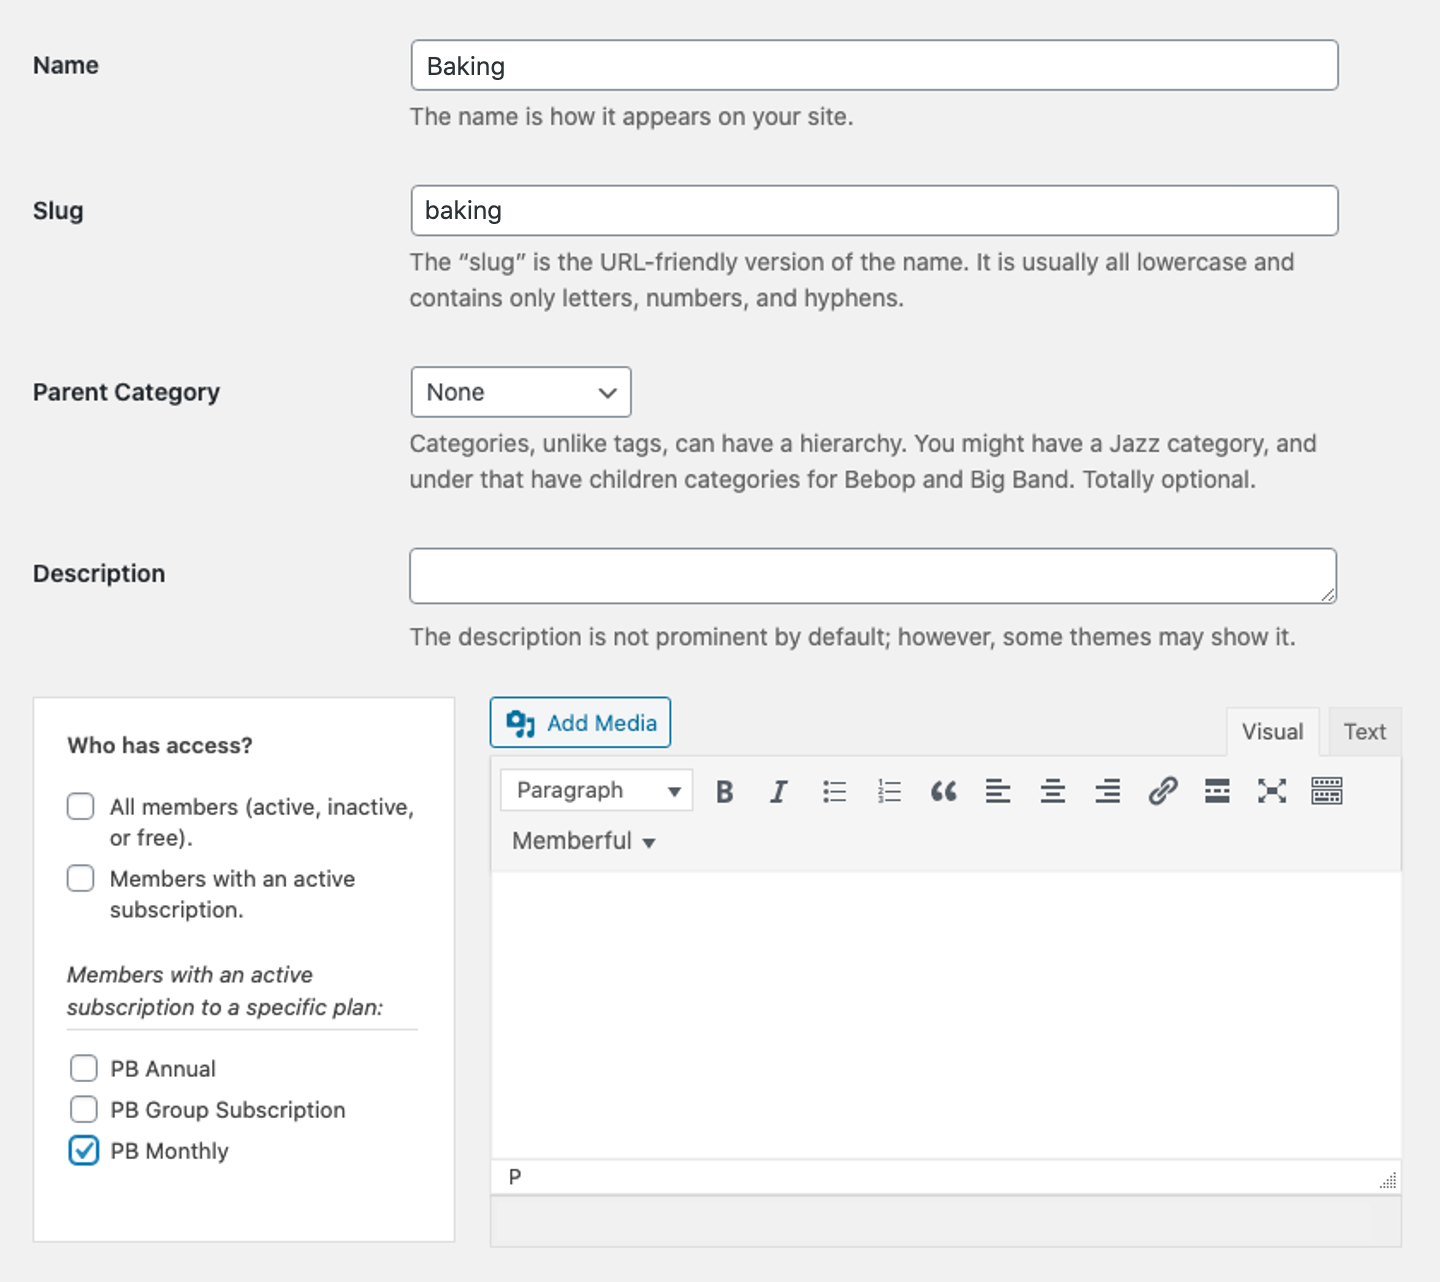 Name
Baking
The name is how it appears on your site.
Slug
baking
The “slug” is the URL-friendly version of the name. It is usually all lowercase and
contains only letters, numbers, and hyphens.
Parent Category
None
Categories, unlike tags, can have a hierarchy. You might have a Jazz category, and
under that have children categories for Bebop and Big Band. Totally optional.
Description
The description is not prominent by default; however, some themes may show it.
Who has access?
All members (active, inactive,
or free).
Members with an active
subscription.
Members with an active
subscription to a specific plan:
PB Annual
PB Group Subscription
PB Monthly
Add Media
Visual
Text
Paragraph
Memberful
P